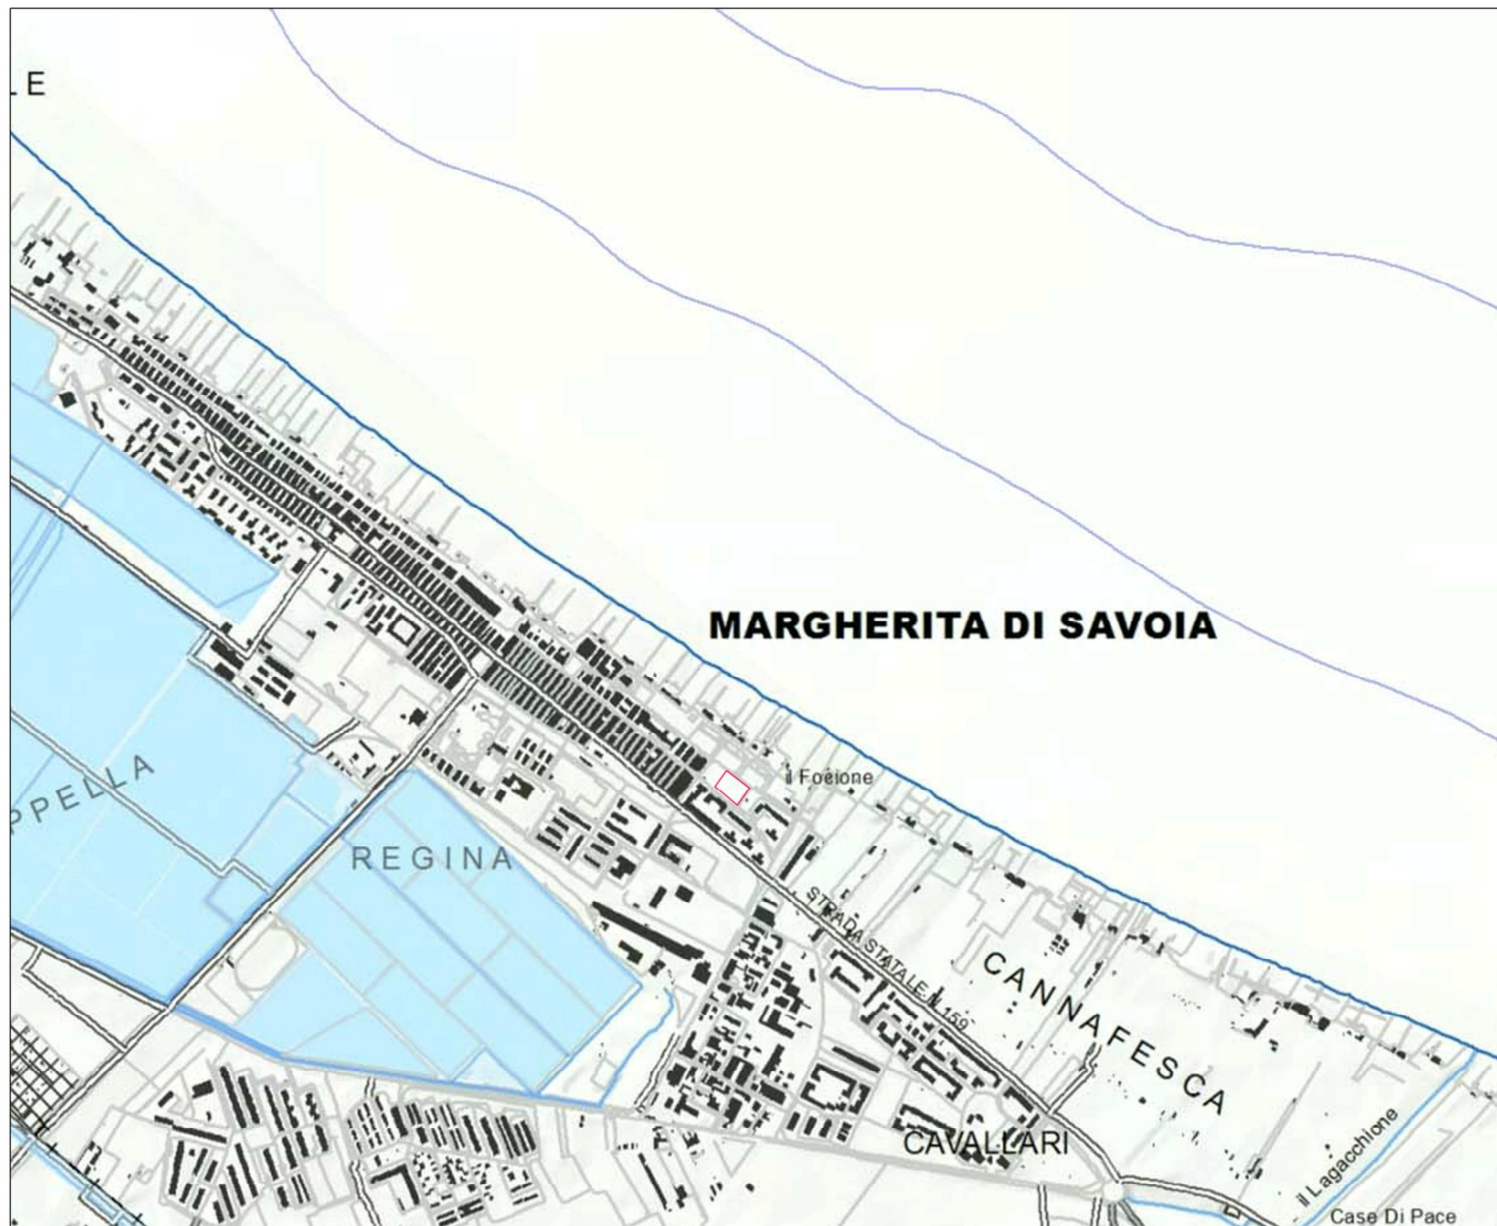 LE
MARGHERITA DI SAVOIA
il Focione
PPELLA
REGINA
STRADA STATALE N. 159
CANNAFESCA
CAVALLARI
il Lagacchione
Case Di Pace